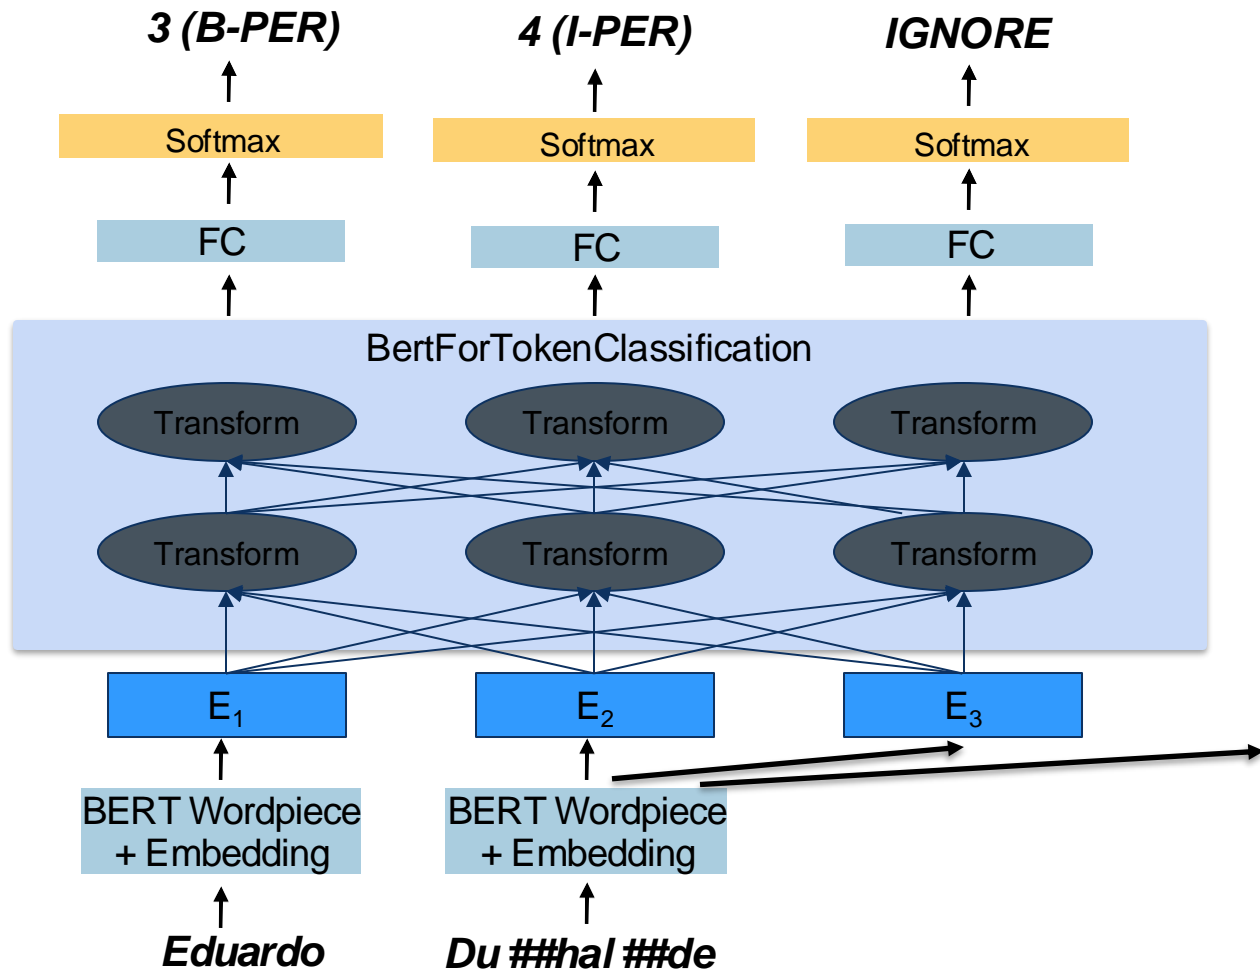 3 (B-PER) 4 (I-PER) IGNORE
Softmax Softmax Softmax
FC FC FC
BertForTokenClassification
Transform Transform Transform
Transform Transform Transform
E1 E2 E3
BERT Wordpiece
+ Embedding
BERT Wordpiece
+ Embedding
Eduardo Du ##hal ##de